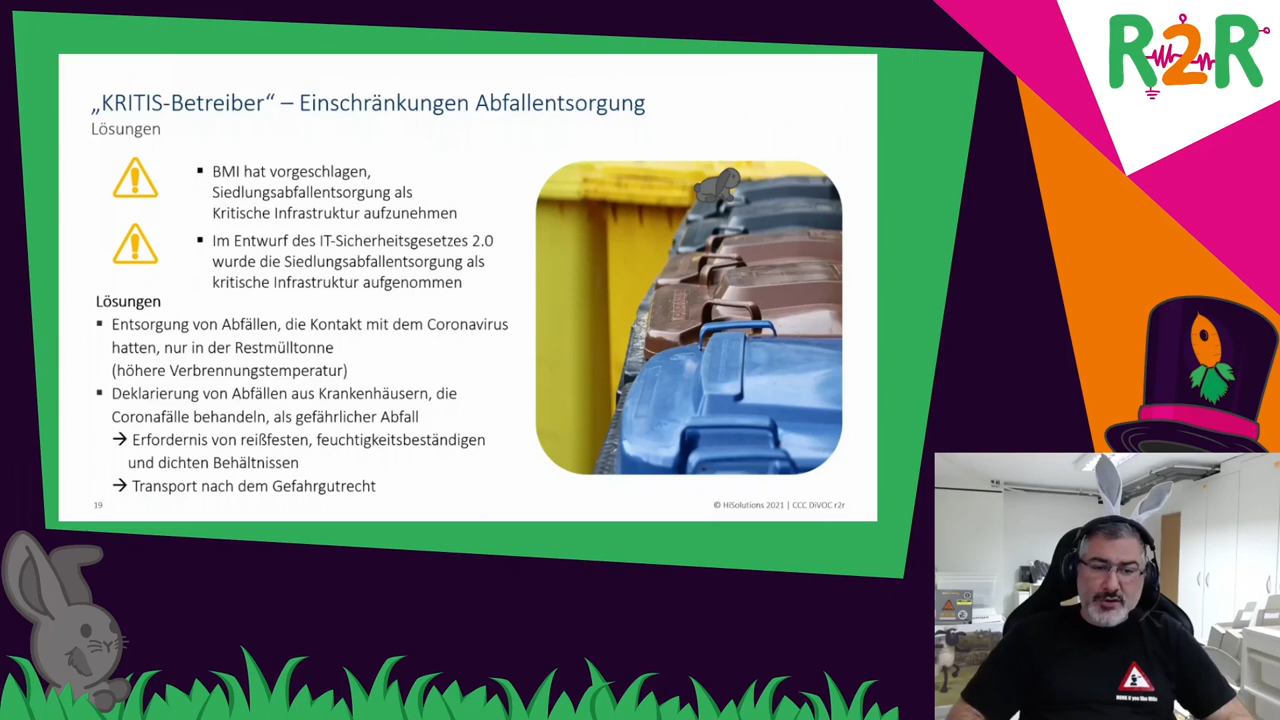 „KRITIS-Betreiber“ – Einschränkungen Abfallentsorgung
Lösungen
▪ BMI hat vorgeschlagen,
Siedlungsabfallentsorgung als
Kritische Infrastruktur aufzunehmen
▪ Im Entwurf des IT-Sicherheitsgesetzes 2.0
wurde die Siedlungsabfallentsorgung als
kritische Infrastruktur aufgenommen
Lösungen
▪ Entsorgung von Abfällen, die Kontakt mit dem Coronavirus
hatten, nur in der Restmülltonne
(höhere Verbrennungstemperatur)
▪ Deklarierung von Abfällen aus Krankenhäusern, die
Coronafälle behandeln, als gefährlicher Abfall
→ Erfordernis von reißfesten, feuchtigkeitsbeständigen
und dichten Behältnissen
→ Transport nach dem Gefahrgutrecht
19
© HiSolutions 2021 | CCC DiVOC r2r
R2R